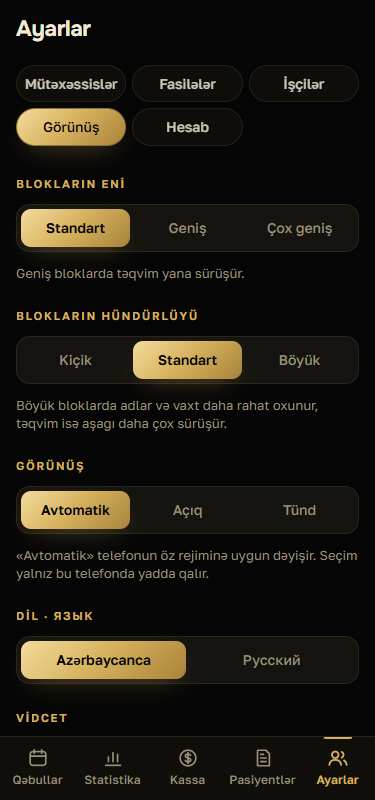 Ayarlar
Mütəxəssislər Fasilələr İşçilər
Görünüş Hesab
BLOKLARIN ENİ
Standart Geniş Çox geniş
Geniş bloklarda təqvim yana sürüşür.
BLOKLARIN HÜNDÜRLÜYÜ
Kiçik Standart Böyük
Böyük bloklarda adlar və vaxt daha rahat oxunur,
təqvim isə aşağı daha çox sürüşür.
GÖRÜNÜŞ
Avtomatik Açıq Tünd
«Avtomatik» telefonun öz rejiminə uyğun dəyişir. Seçim
yalnız bu telefonda yadda qalır.
DİL · ЯЗЫК
Azərbaycanca Русский
VİDCET
Qəbullar Statistika Kassa Pasiyentlər Ayarlar